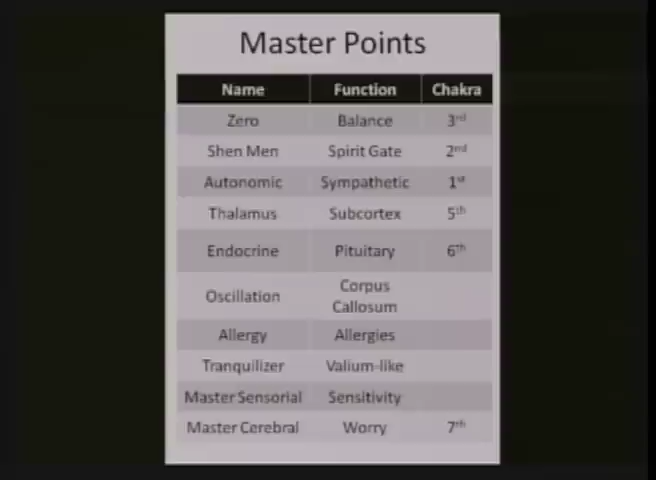 Master Points
Name Function Chakra
Zero Balance 3rd
Shen Men Spirit Gate 2nd
Autonomic Sympathetic 1st
Thalamus Subcortex 5th
Endocrine Pituitary 6th
Oscillation Corpus Callosum
Allergy Allergies
Tranquilizer Valium-like
Master Sensorial Sensitivity
Master Cerebral Worry 7th